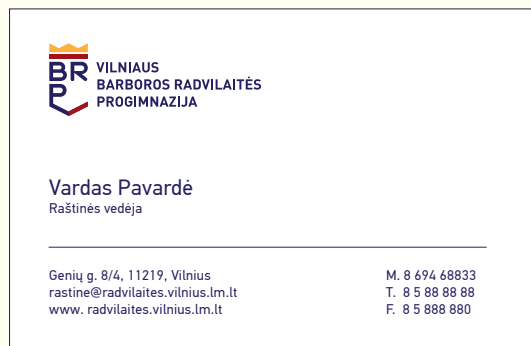 BR
P
VILNIAUS
BARBOROS RADVILAITĖS
PROGIMNAZIJA
Vardas Pavardė
Raštinės vedėja
Genių g. 8/4, 11219, Vilnius
rastine@radvilaites.vilnius.lm.lt
www. radvilaites.vilnius.lm.lt
M. 8 694 68833
T. 8 5 88 88 88
F. 8 5 888 880